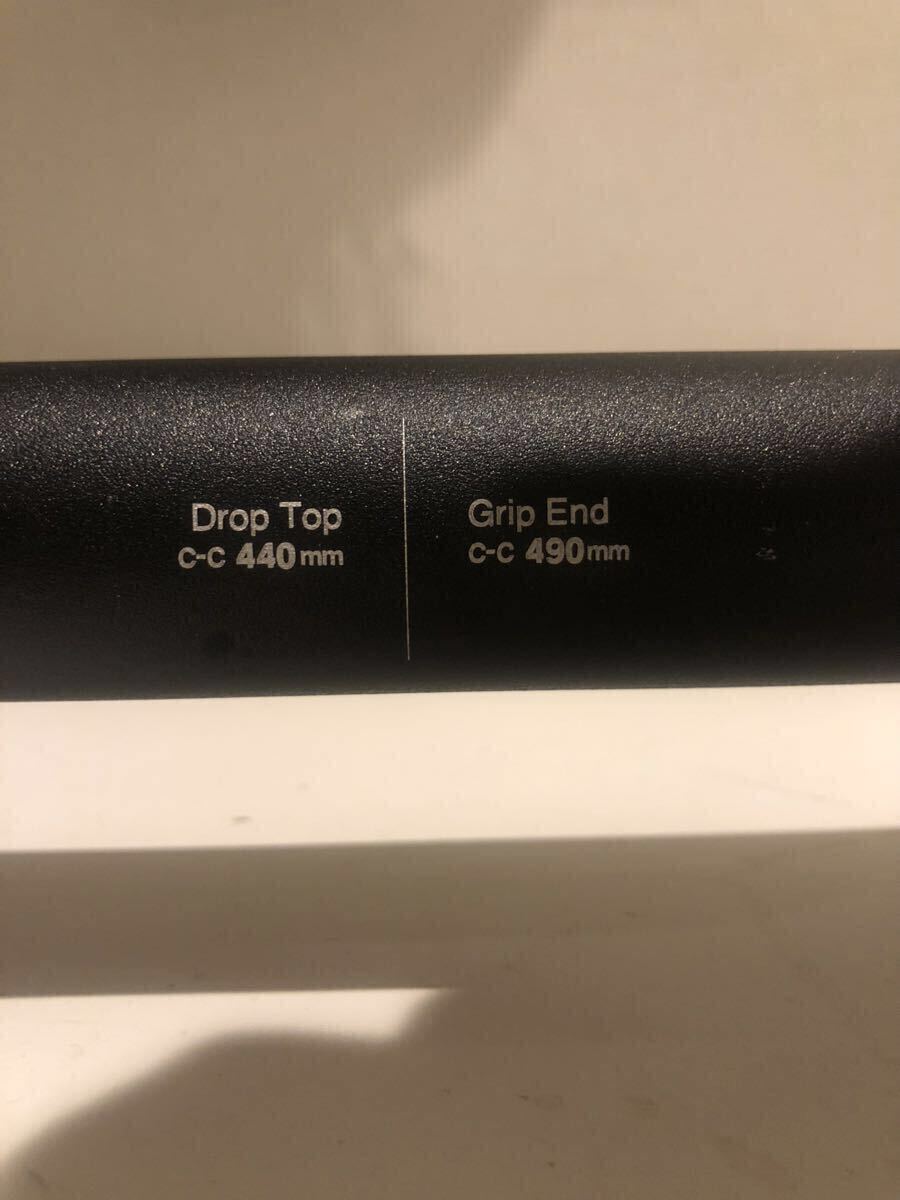 Drop Top
C-C 440mm
Grip End
C-C 490mm